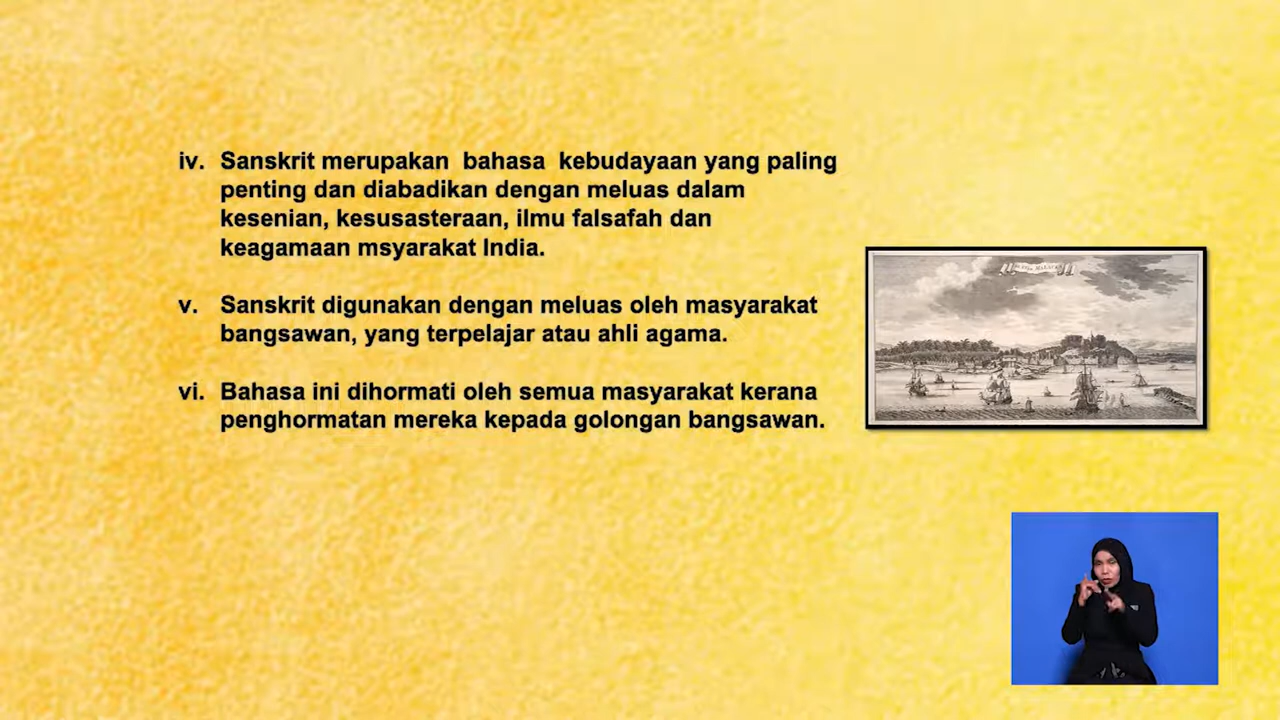 iv. Sanskrit merupakan bahasa kebudayaan yang paling
penting dan diabadikan dengan meluas dalam
kesenian, kesusasteraan, ilmu falsafah dan
keagamaan msyarakat India.
v. Sanskrit digunakan dengan meluas oleh masyarakat
bangsawan, yang terpelajar atau ahli agama.
vi. Bahasa ini dihormati oleh semua masyarakat kerana
penghormatan mereka kepada golongan bangsawan.